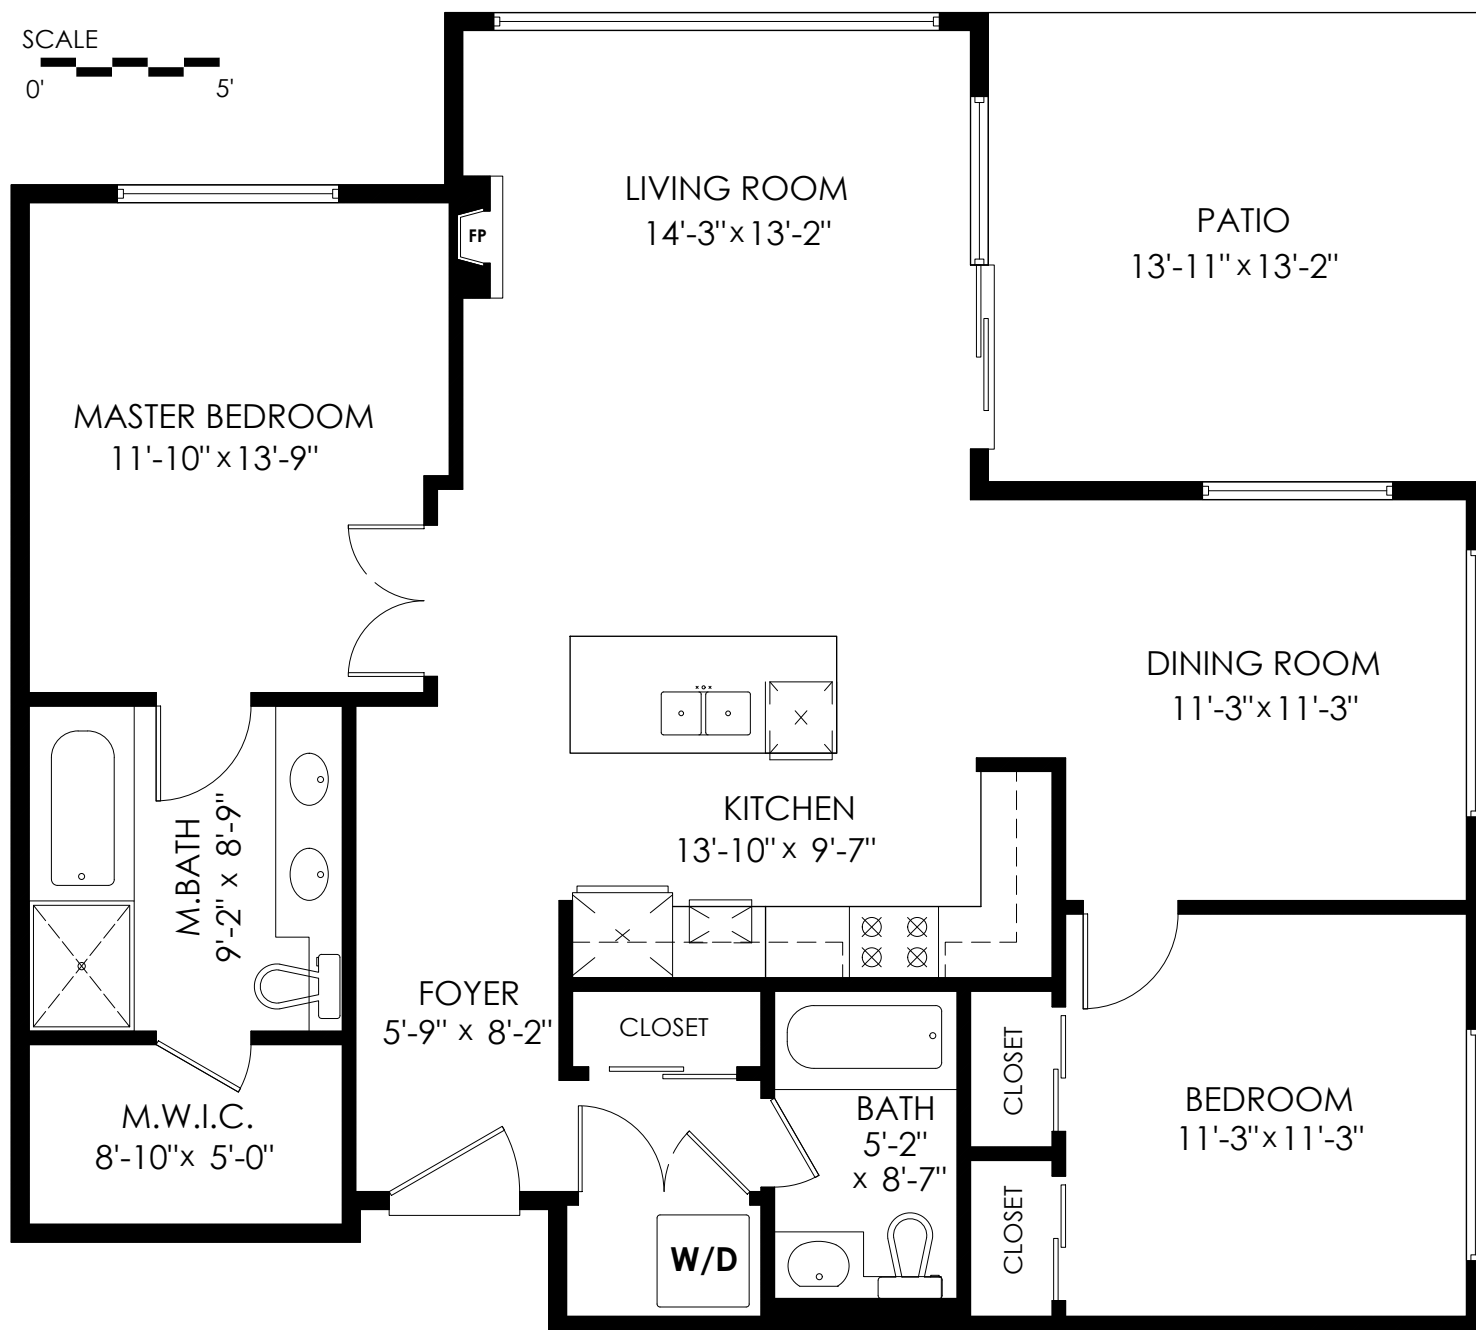 SCALE
0' 5'
LIVING ROOM
14'-3" x 13'-2"
PATIO
13'-11" x 13'-2"
FP
MASTER BEDROOM
11'-10" x 13'-9"
DINING ROOM
11'-3" x 11'-3"
KITCHEN
13'-10" x 9'-7"
M.BATH
9'-2" x 8'-9"
FOYER
5'-9" x 8'-2"
CLOSET
CLOSET
BEDROOM
11'-3" x 11'-3"
M.W.I.C.
8'-10" x 5'-0"
BATH
5'-2"
x 8'-7"
CLOSET
W/D